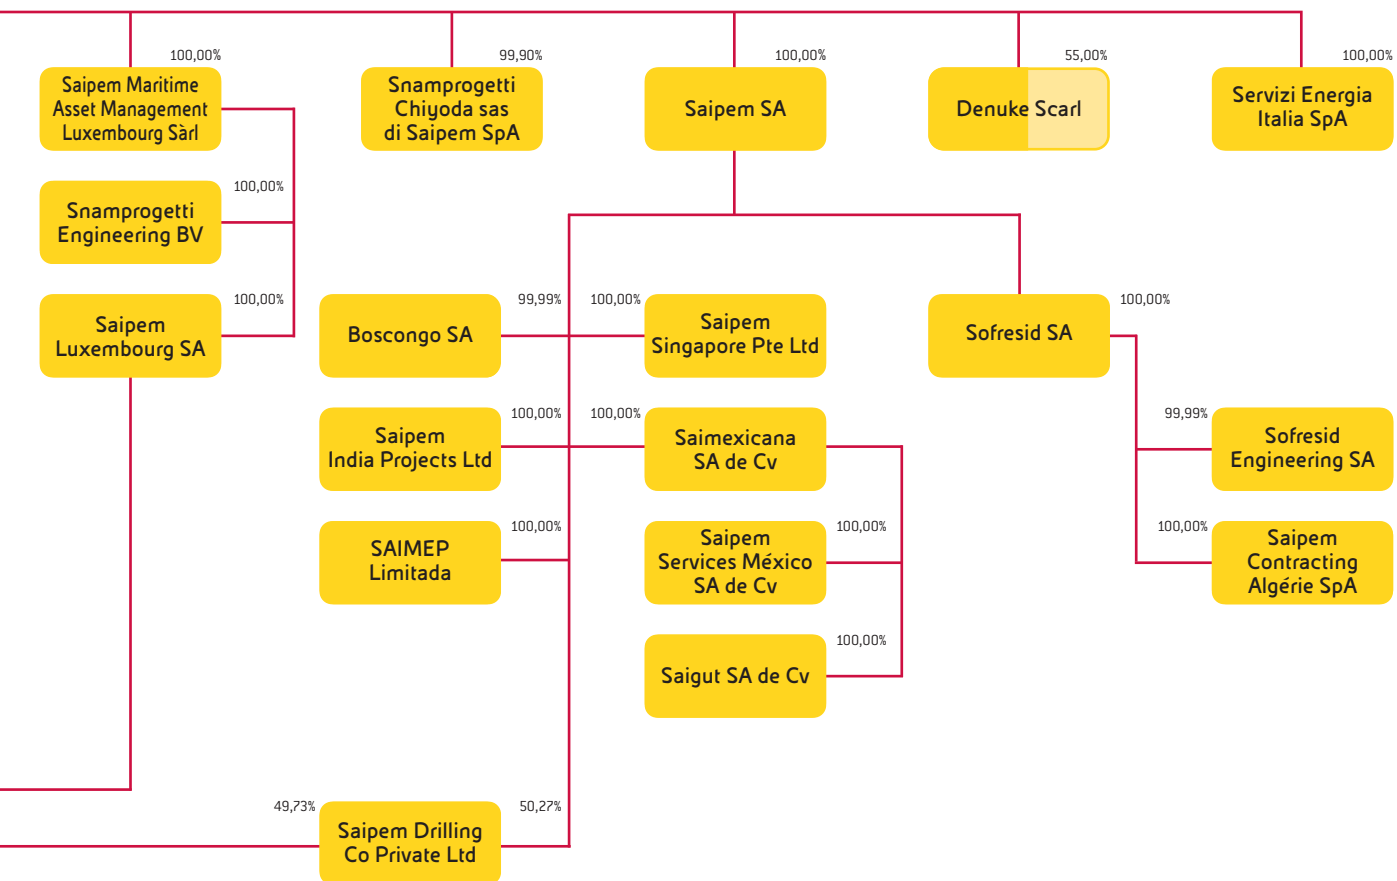 100,00%
99,90%
100,00%
55,00%
100,00%
Saipem Maritime
Asset Management
Luxembourg Sàrl
Snamprogetti
Chiyoda sas
di Saipem SpA
Saipem SA
Denuke Scarl
Servizi Energia
Italia SpA
100,00%
Snamprogetti
Engineering BV
100,00%
Saipem
Luxembourg SA
99,99%
Boscongo SA
100,00%
Saipem
Singapore Pte Ltd
100,00%
Sofresid SA
100,00%
Saipem
India Projects Ltd
100,00%
Saimexicana
SA de Cv
99,99%
Sofresid
Engineering SA
100,00%
SAIMEP
Limitada
100,00%
Saipem
Services México
SA de Cv
100,00%
Saipem
Contracting
Algérie SpA
100,00%
Saigut SA de Cv
49,73%
50,27%
Saipem Drilling
Co Private Ltd